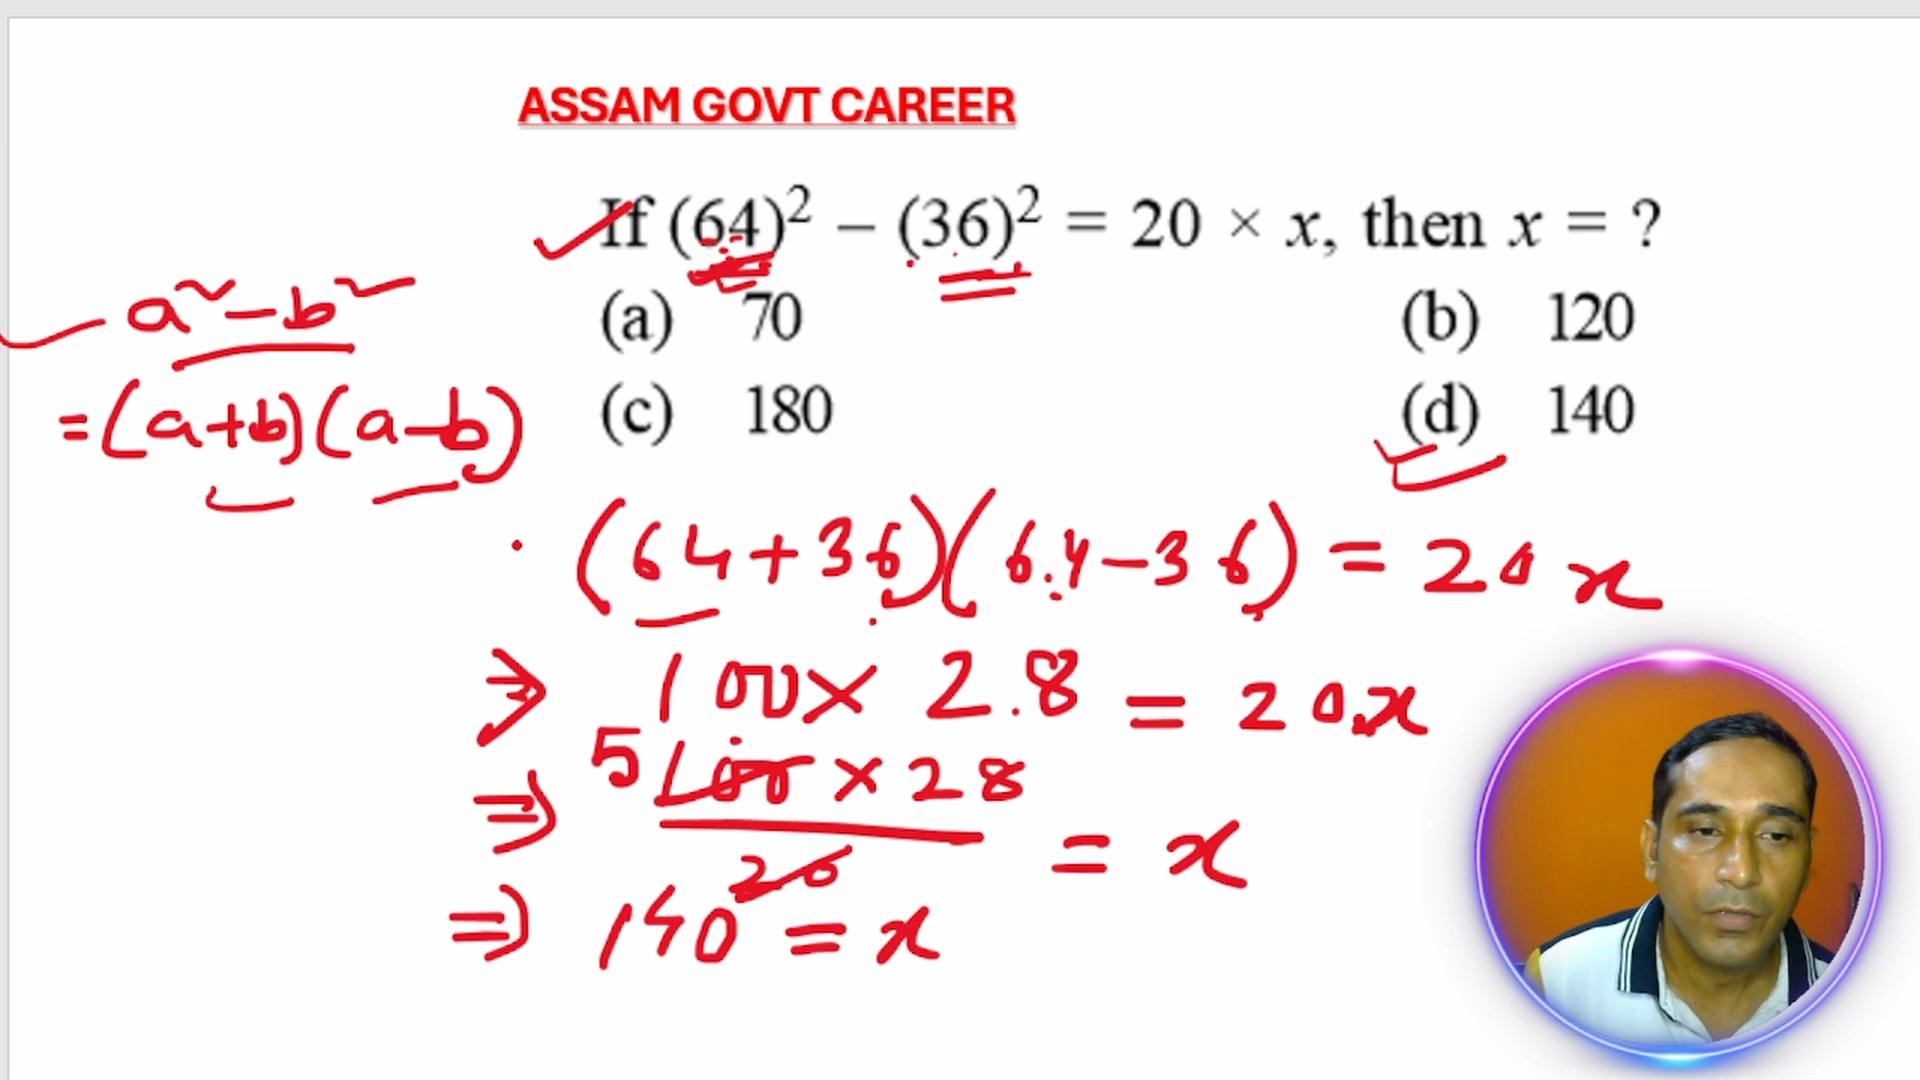 ASSAM GOVT CAREER
If (64)² – (36)² = 20 × x, then x = ?
(a) 70 (b) 120
(c) 180 (d) 140
a² - b²
= (a+b)(a-b)
(64+36)(64-36) = 20x
⇒ 100 × 28 = 20x
⇒ 5 100 × 28
20
= x
⇒ 140 = x